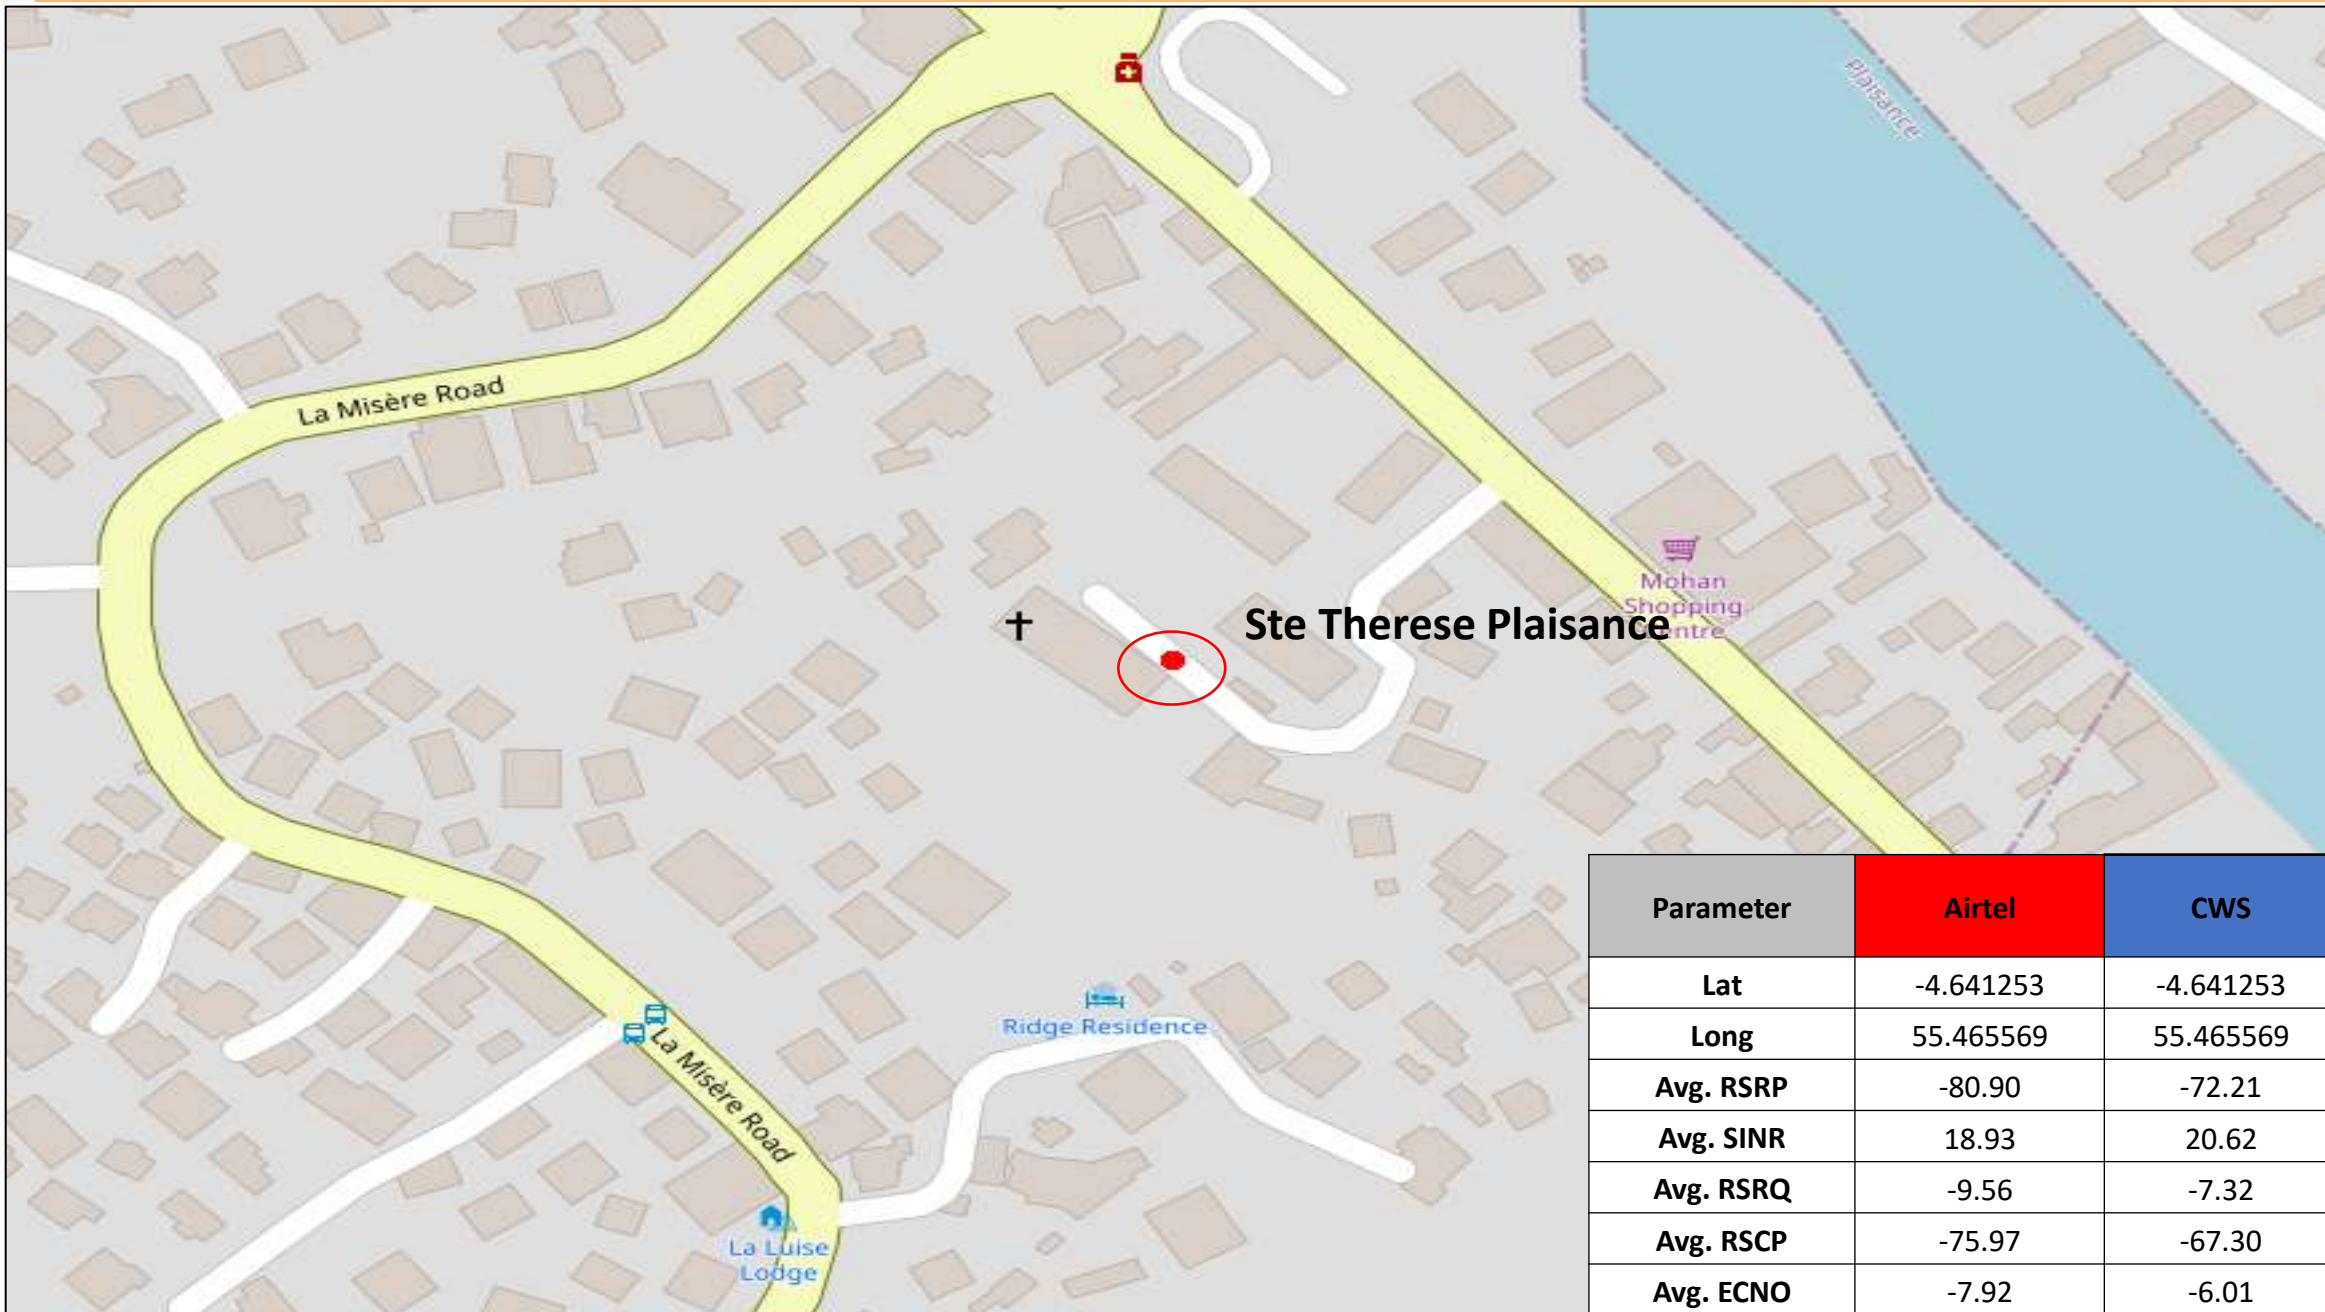 Plaisance
La Misère Road
Mohan
Shopping
entre
Ste Therese Plaisance
Ridge Residence
La Misère Road
La Luise
Lodge
Parameter Airtel CWS
Lat -4.641253 -4.641253
Long 55.465569 55.465569
Avg. RSRP -80.90 -72.21
Avg. SINR 18.93 20.62
Avg. RSRQ -9.56 -7.32
Avg. RSCP -75.97 -67.30
Avg. ECNO -7.92 -6.01